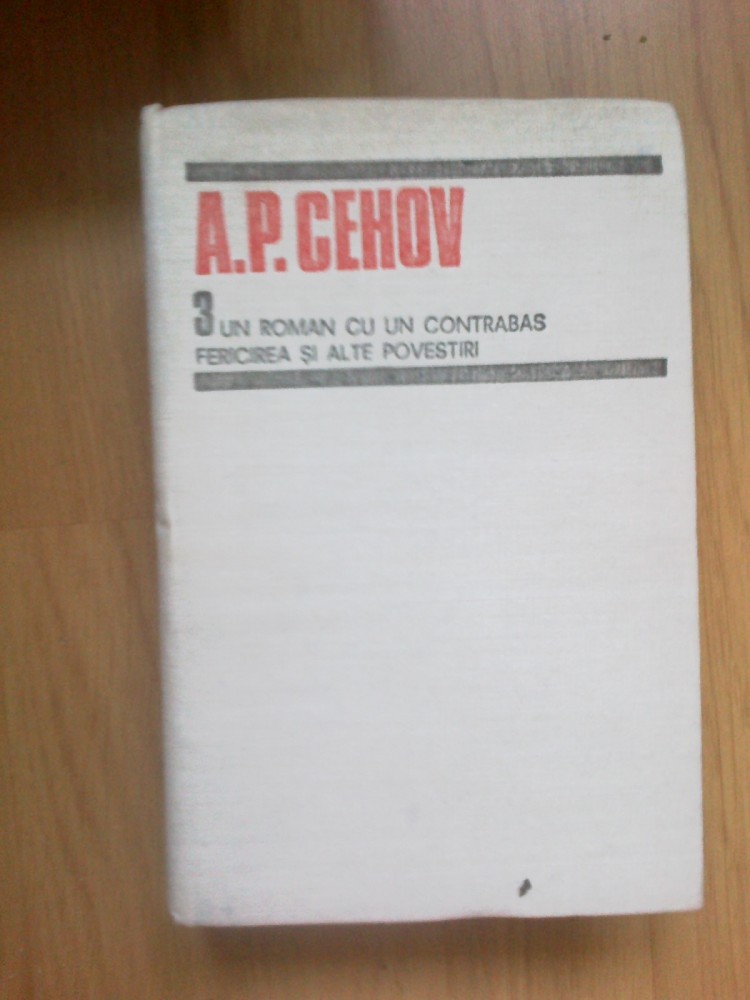 A.P. CEHOV
3 UN ROMAN CU UN CONTRABAS
FERICIREA ȘI ALTE POVESTIRI